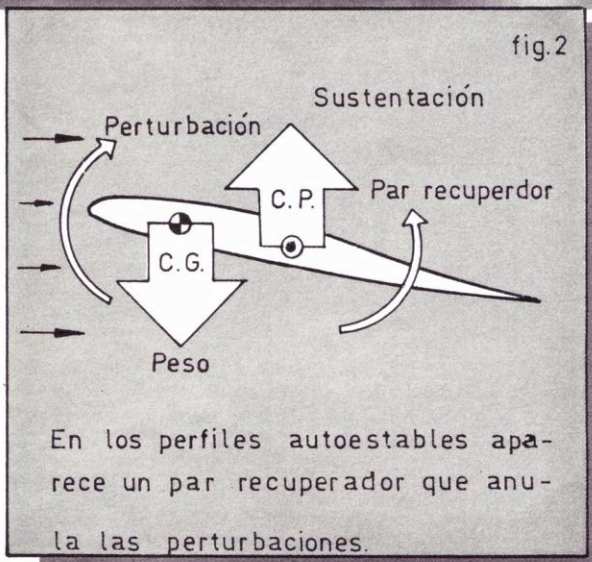 fig.2
Sustentación
Perturbación
C.P.
Par recuperdor
C.G.
Peso
En los perfiles autoestables apa-
rece un par recuperador que anu-
la las perturbaciones.